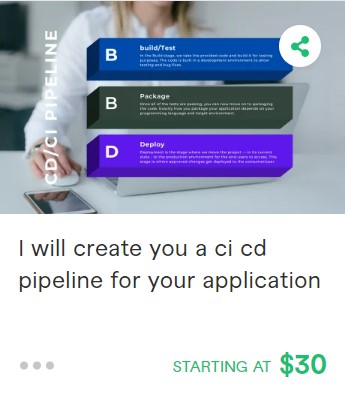 CD/CI PIPELINE
B
build/Test
In the Build-stage, we take the provided code and build it for testing
purposes. The code is built in a development environment to allow
testing and bug fixes.
B
Package
Once all of the tests are passing, you can now move on to packaging
the code. Exactly how you package your application depends on your
programming language and target environment.
D
Deploy
Deployment is the stage where we move the project
state - to the production environment for the end users to access. This
stage is where approved changes get deployed to the consumers/user.
I will create you a ci cd
pipeline for your application
STARTING AT $30